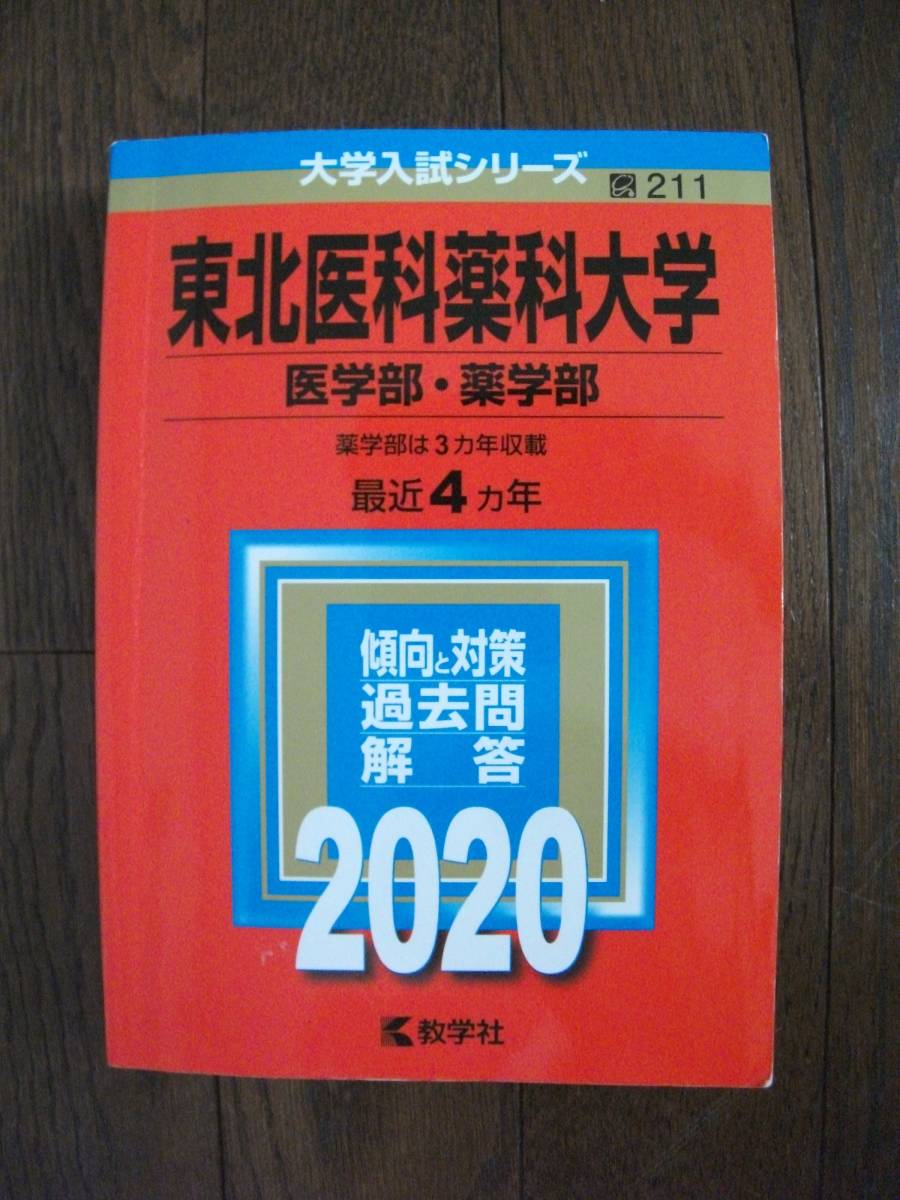 大学入試シリーズ
211
東北医科薬科大学
医学部・薬学部
薬学部は3カ年収載
最近4カ年
傾向と対策
過去問
解答
2020
教学社